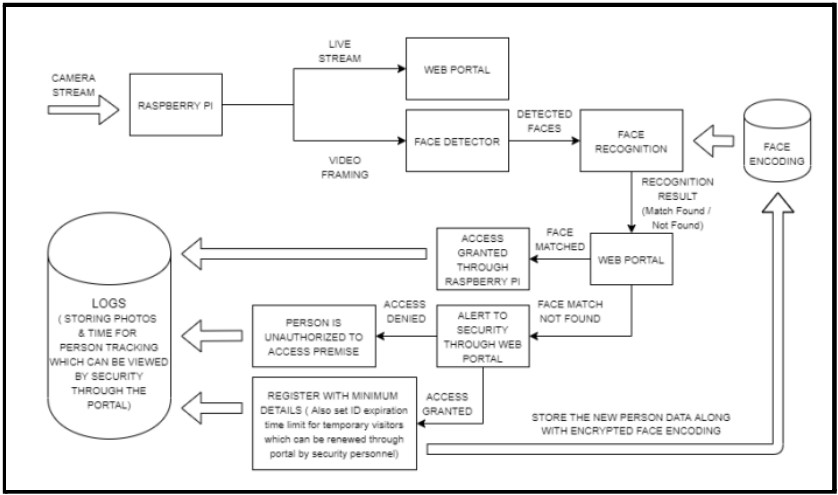 LIVE
STREAM
WEB PORTAL
CAMERA
STREAM
RASPBERRY PI
DETECTED
FACES
FACE DETECTOR
FACE
RECOGNITION
FACE
ENCODING
VIDEO
FRAMING
RECOGNITION
RESULT
(Match Found /
Not Found)
ACCESS
GRANTED
THROUGH
RASPBERRY PI
FACE
MATCHED
WEB PORTAL
LOGS
( STORING PHOTOS
& TIME FOR
PERSON TRACKING
WHICH CAN BE VIEWED
BY SECURITY
THROUGH THE
PORTAL)
PERSON IS
UNAUTHORIZED TO
ACCESS PREMISE
ACCESS
DENIED
ALERT TO
SECURITY
THROUGH WEB
PORTAL
FACE MATCH
NOT FOUND
REGISTER WITH MINIMUM
DETAILS ( Also set ID expiration
time limit for temporary visitors
which can be renewed through
portal by security personnel)
ACCESS
GRANTED
STORE THE NEW PERSON DATA ALONG
WITH ENCRYPTED FACE ENCODING